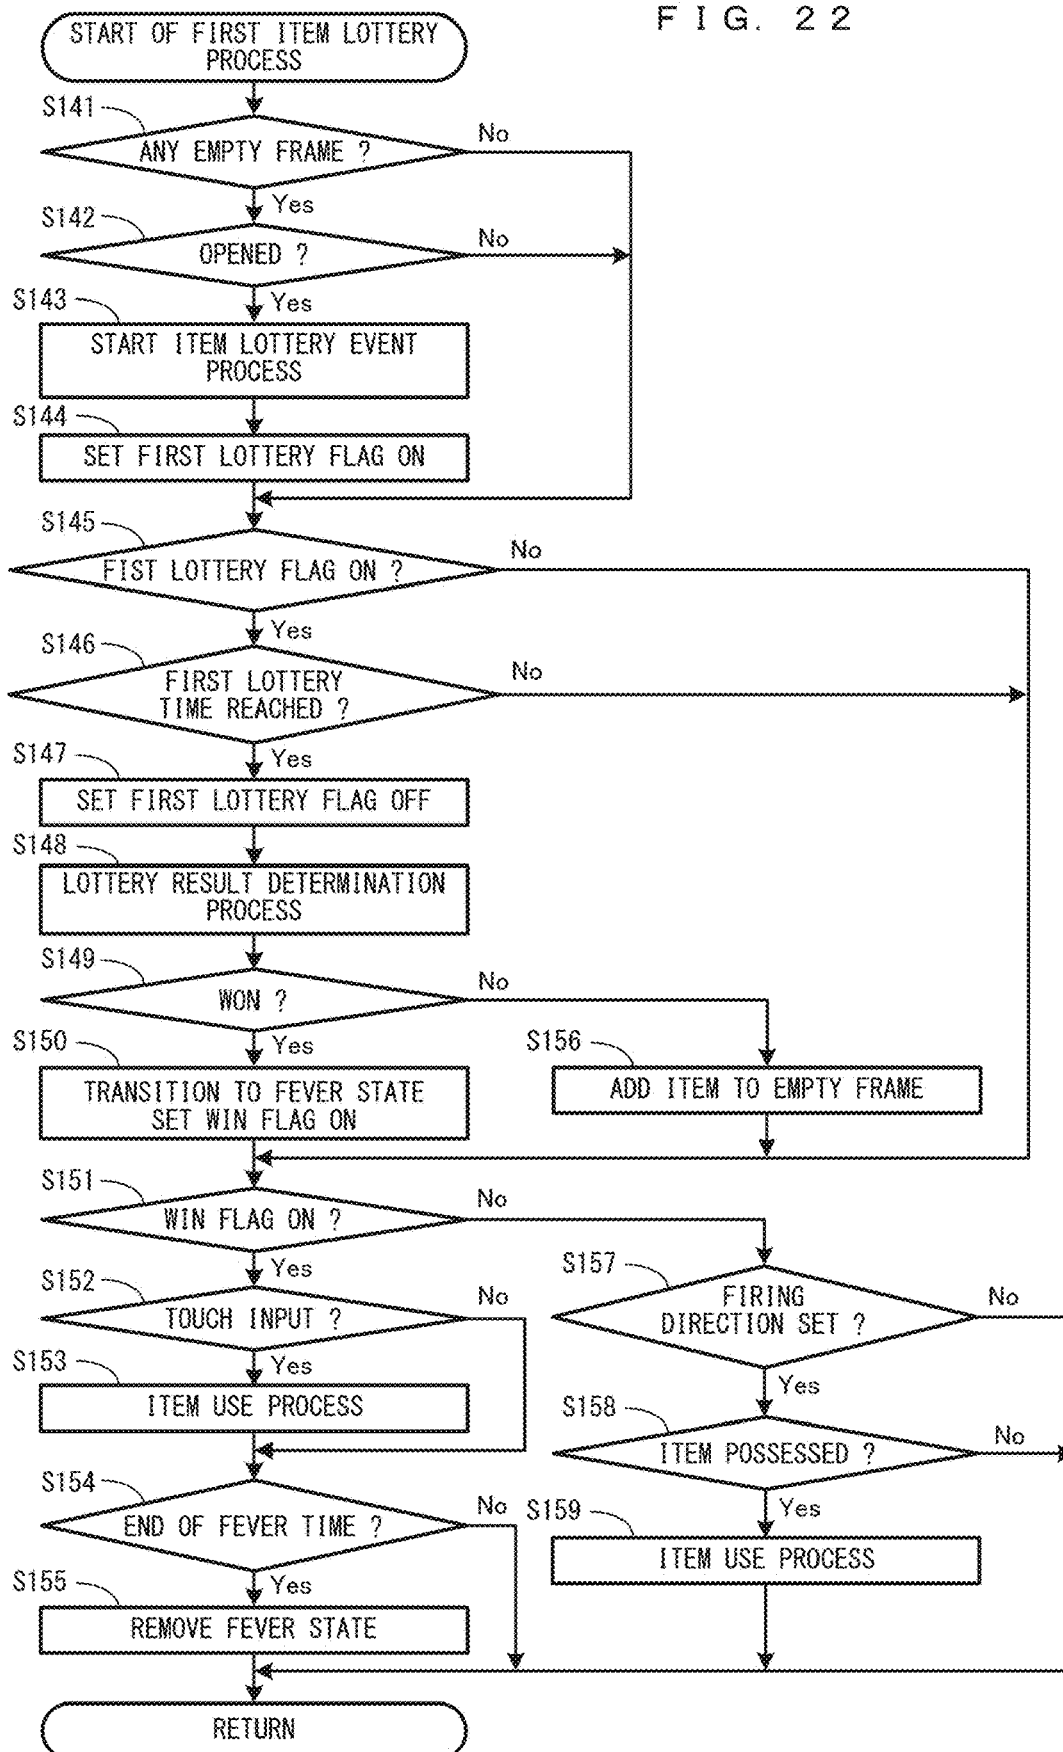 FIG. 22
START OF FIRST ITEM LOTTERY
PROCESS
S141
ANY EMPTY FRAME ?
No
Yes
S142
OPENED ?
No
Yes
S143
START ITEM LOTTERY EVENT
PROCESS
S144
SET FIRST LOTTERY FLAG ON
S145
FIST LOTTERY FLAG ON ?
No
Yes
S146
FIRST LOTTERY
TIME REACHED ?
No
Yes
S147
SET FIRST LOTTERY FLAG OFF
S148
LOTTERY RESULT DETERMINATION
PROCESS
S149
WON ?
No
Yes
S150
TRANSITION TO FEVER STATE
SET WIN FLAG ON
S156
ADD ITEM TO EMPTY FRAME
S151
WIN FLAG ON ?
No
Yes
S152
TOUCH INPUT ?
No
Yes
S153
ITEM USE PROCESS
S154
END OF FEVER TIME ?
No
Yes
S155
REMOVE FEVER STATE
S157
FIRING
DIRECTION SET ?
No
Yes
S158
ITEM POSSESSED ?
No
Yes
S159
ITEM USE PROCESS
RETURN